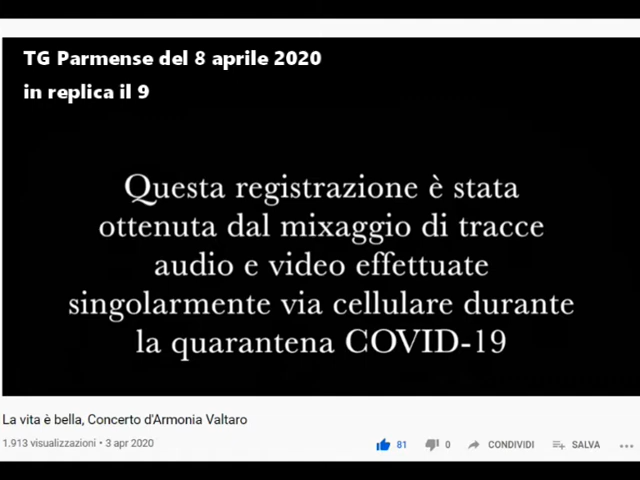 TG Parmense del 8 aprile 2020
in replica il 9
Questa registrazione è stata
ottenuta dal mixaggio di tracce
audio e video effettuate
singolarmente via cellulare durante
la quarantena COVID-19
La vita è bella, Concerto d'Armonia Valtaro
1.913 visualizzazioni • 3 apr 2020
81
0
CONDIVIDI
SALVA